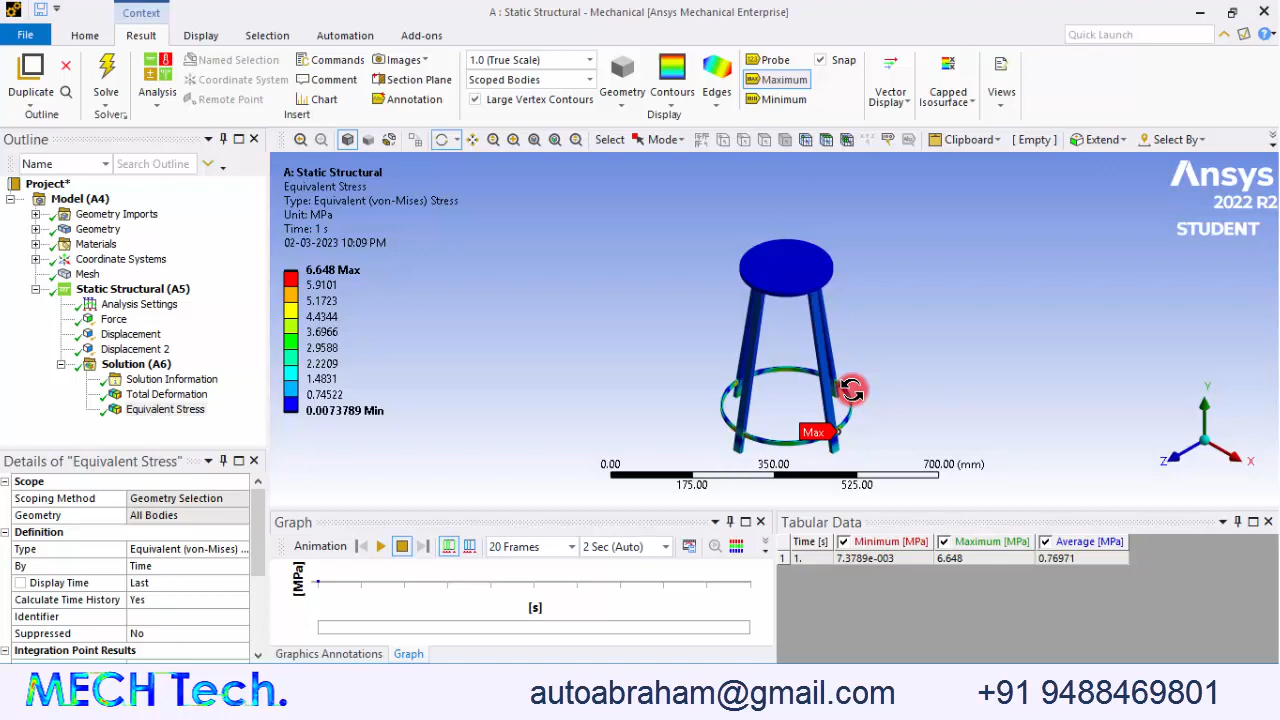 Context
A : Static Structural - Mechanical [Ansys Mechanical Enterprise]
File Home Result Display Selection Automation Add-ons Quick Launch
Duplicate Solve Analysis
Named Selection Commands Images
Coordinate System Comment Section Plane
Remote Point Chart Annotation
1.0 (True Scale)
Scoped Bodies
Large Vertex Contours
Geometry Contours Edges
Probe Snap
Maximum
Minimum
Vector Display
Capped Isosurface
Views
Outline Solver Insert Display
Outline
Select Mode Clipboard [ Empty ] Extend Select By
Name Search Outline
Project*
Model (A4)
Geometry Imports
Geometry
Materials
Coordinate Systems
Mesh
Static Structural (A5)
Analysis Settings
Force
Displacement
Displacement 2
Solution (A6)
Solution Information
Total Deformation
Equivalent Stress
A: Static Structural
Equivalent Stress
Type: Equivalent (von-Mises) Stress
Unit: MPa
Time: 1 s
02-03-2023 10:09 PM
6.648 Max
5.9101
5.1723
4.4344
3.6966
2.9588
2.2209
1.4831
0.74522
0.0073789 Min
Ansys
2022 R2
STUDENT
Max
0.00 350.00 700.00 (mm)
175.00 525.00
Y
Z X
Details of "Equivalent Stress"
Scope
Scoping Method Geometry Selection
Geometry All Bodies
Definition
Type Equivalent (von-Mises) ...
By Time
Display Time Last
Calculate Time History Yes
Identifier
Suppressed No
Integration Point Results
Graph
Animation 20 Frames 2 Sec (Auto)
[MPa]
[s]
Graphics Annotations Graph
Tabular Data
Time [s] Minimum [MPa] Maximum [MPa] Average [MPa]
1 1. 7.3789e-003 6.648 0.76971
MECH Tech. autoabraham@gmail.com +91 9488469801